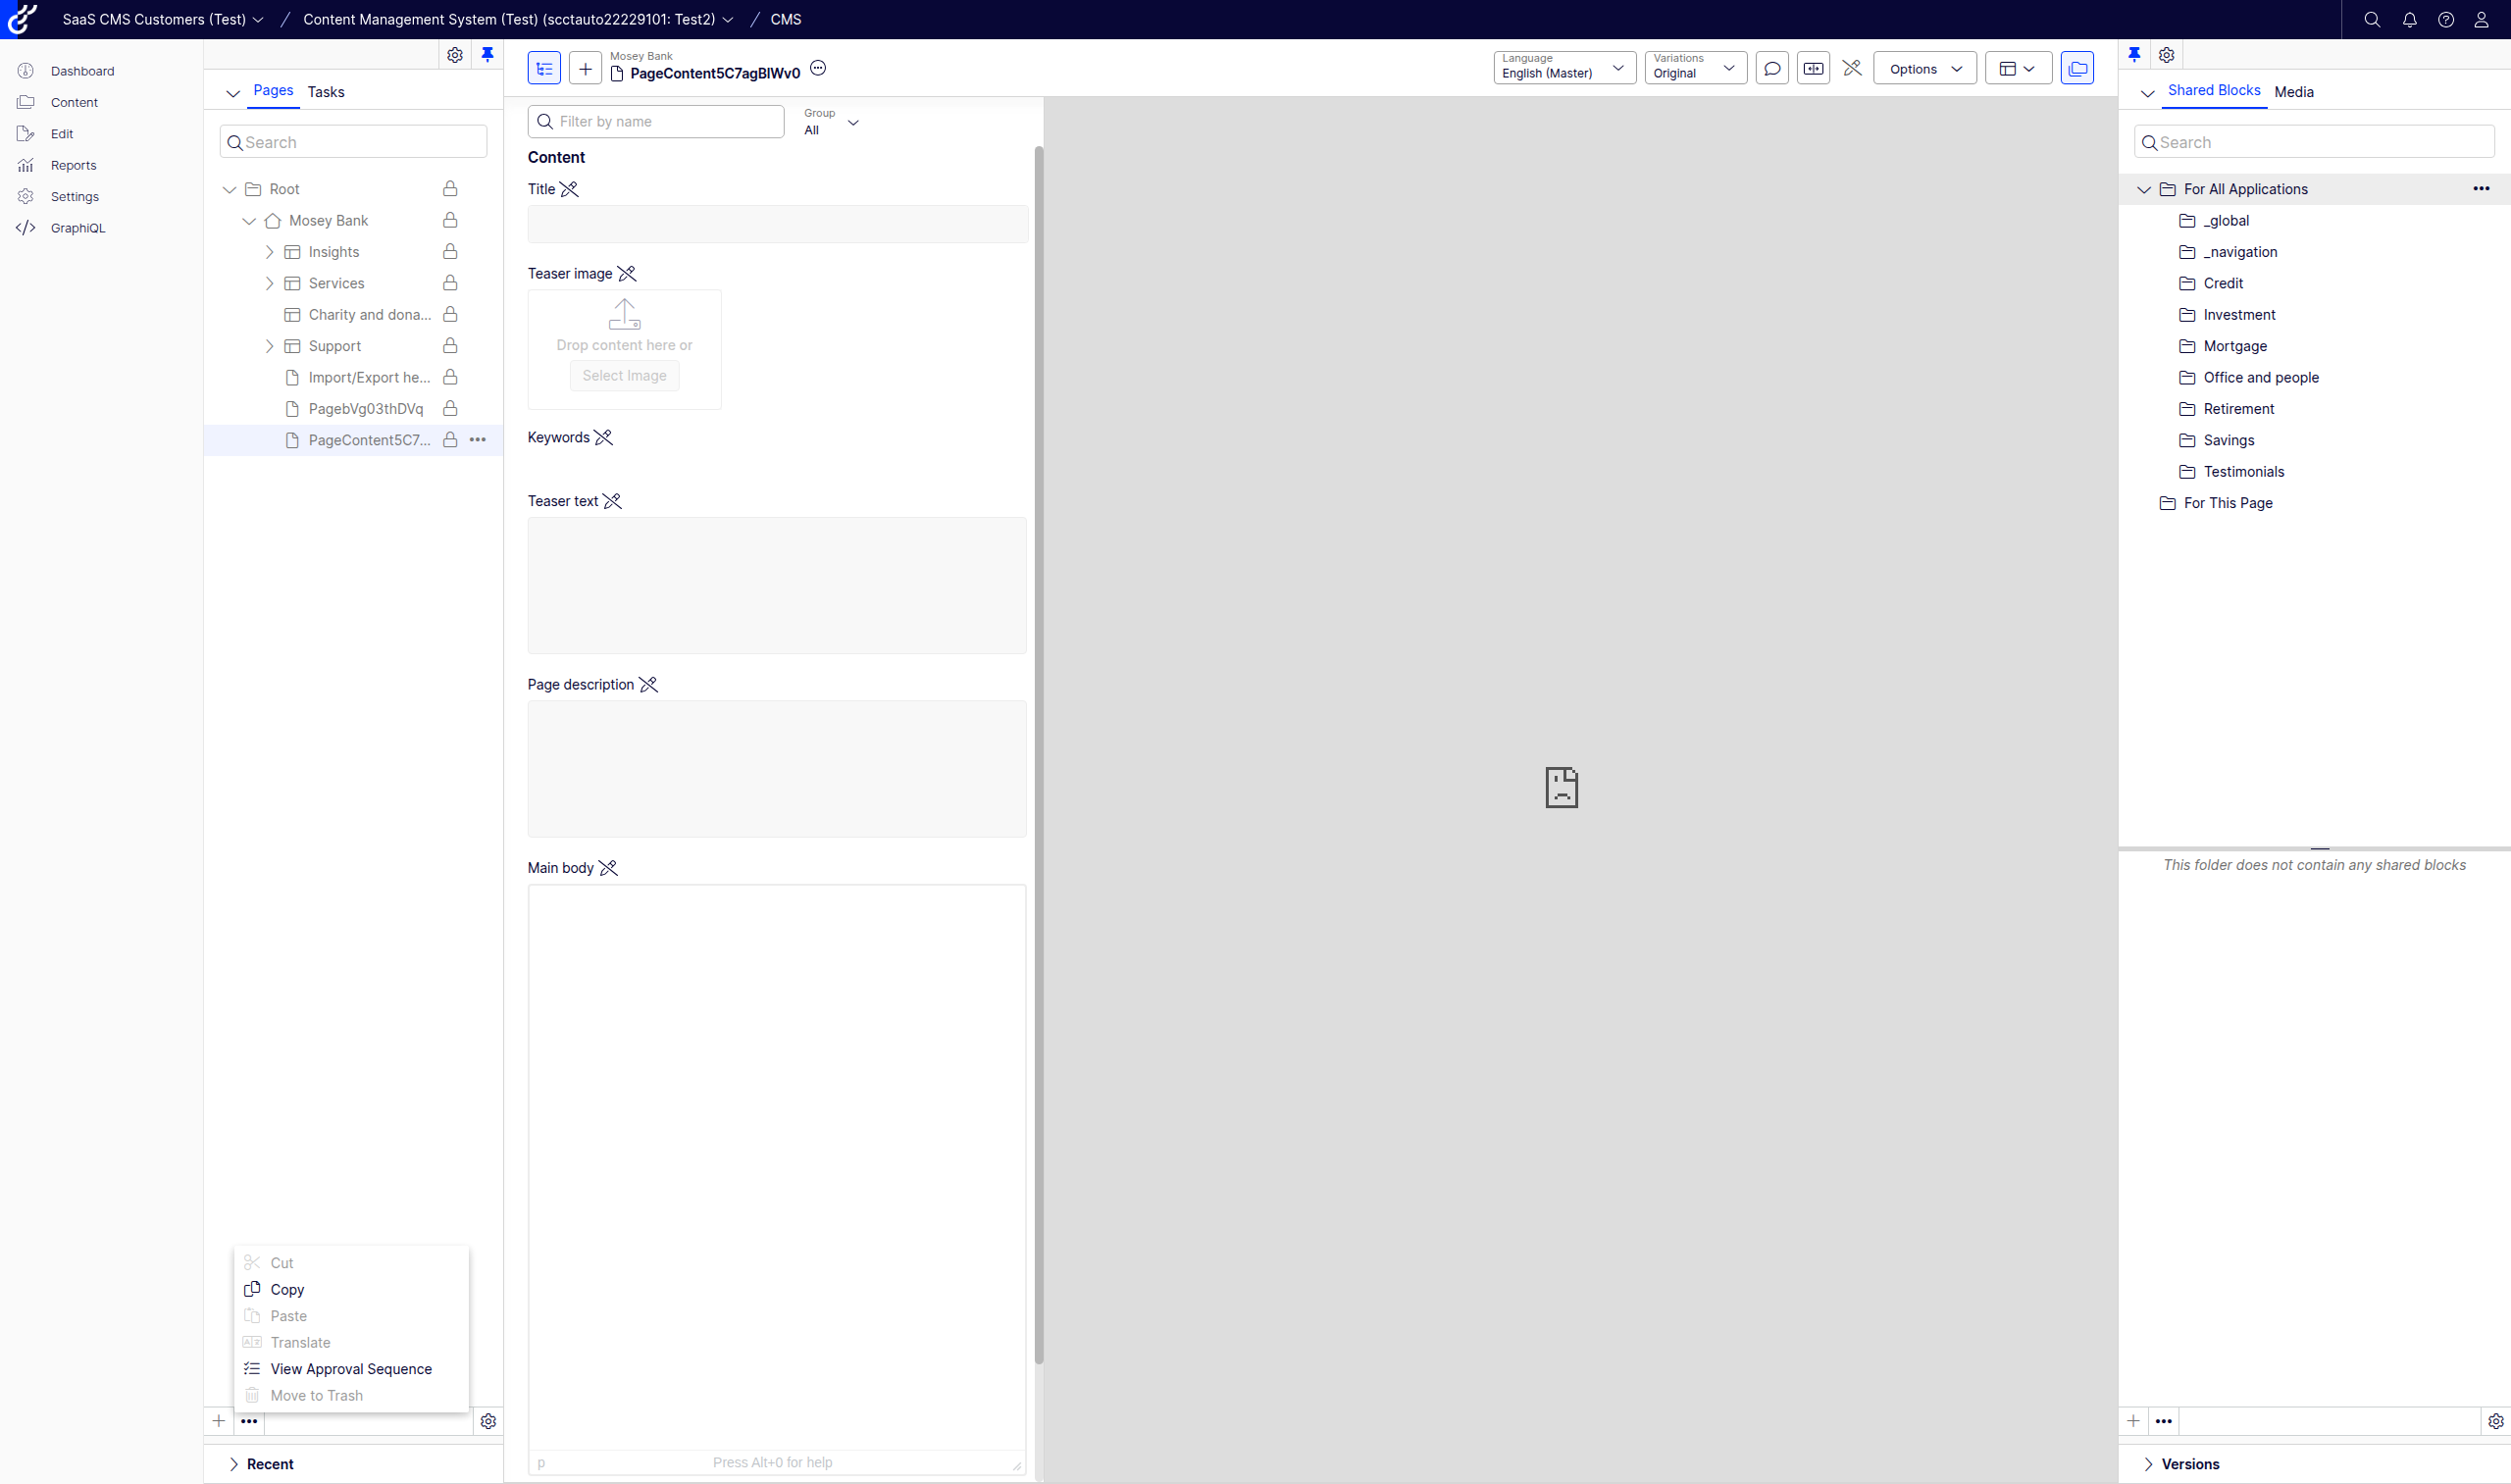 SaaS CMS Customers (Test) / Content Management System (Test) (scctauto22229101: Test2) / CMS
Dashboard
Content
Edit
Reports
Settings
GraphiQL
Pages Tasks
Search
Root
Mosey Bank
Insights
Services
Charity and dona...
Support
Import/Export he...
PagebVg03thDVq
PageContent5C7...
Cut
Copy
Paste
Translate
View Approval Sequence
Move to Trash
Recent
Mosey Bank
PageContent5C7agBlWv0
Language
English (Master)
Variations
Original
Options
Filter by name
Group
All
Content
Title
Teaser image
Drop content here or
Select Image
Keywords
Teaser text
Page description
Main body
p Press Alt+0 for help
Shared Blocks Media
Search
For All Applications
_global
_navigation
Credit
Investment
Mortgage
Office and people
Retirement
Savings
Testimonials
For This Page
This folder does not contain any shared blocks
Versions